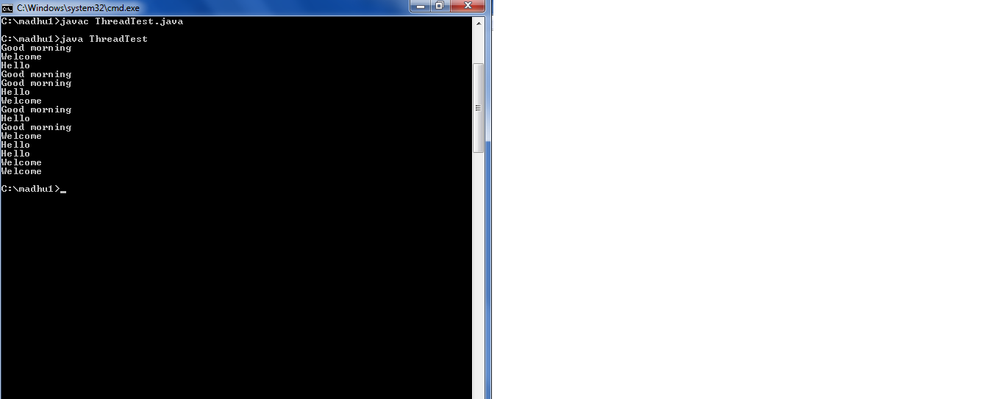 C:\Windows\system32\cmd.exe
C:\madhu1>javac ThreadTest.java
C:\madhu1>java ThreadTest
Good morning
Welcome
Hello
Good morning
Good morning
Hello
Welcome
Good morning
Hello
Good morning
Welcome
Hello
Hello
Welcome
Welcome
C:\madhu1>_